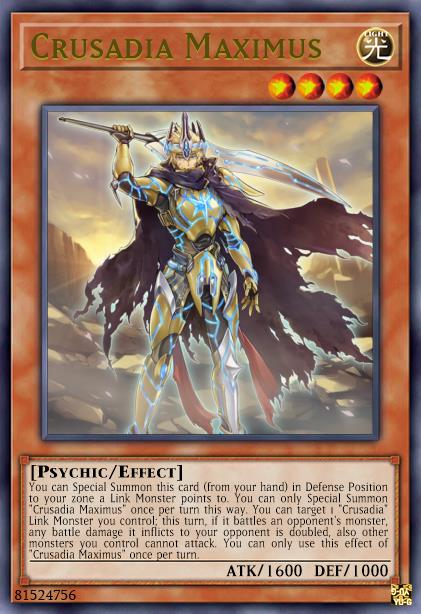 CRUSADIA MAXIMUS
LIGHT
光
[PSYCHIC/EFFECT]
You can Special Summon this card (from your hand) in Defense Position
to your zone a Link Monster points to. You can only Special Summon
"Crusadia Maximus" once per turn this way. You can target 1 "Crusadia"
Link Monster you control; this turn, if it battles an opponent's monster,
any battle damage it inflicts to your opponent is doubled, also other
monsters you control cannot attack. You can only use this effect of
"Crusadia Maximus" once per turn.
ATK/1600 DEF/1000
81524756